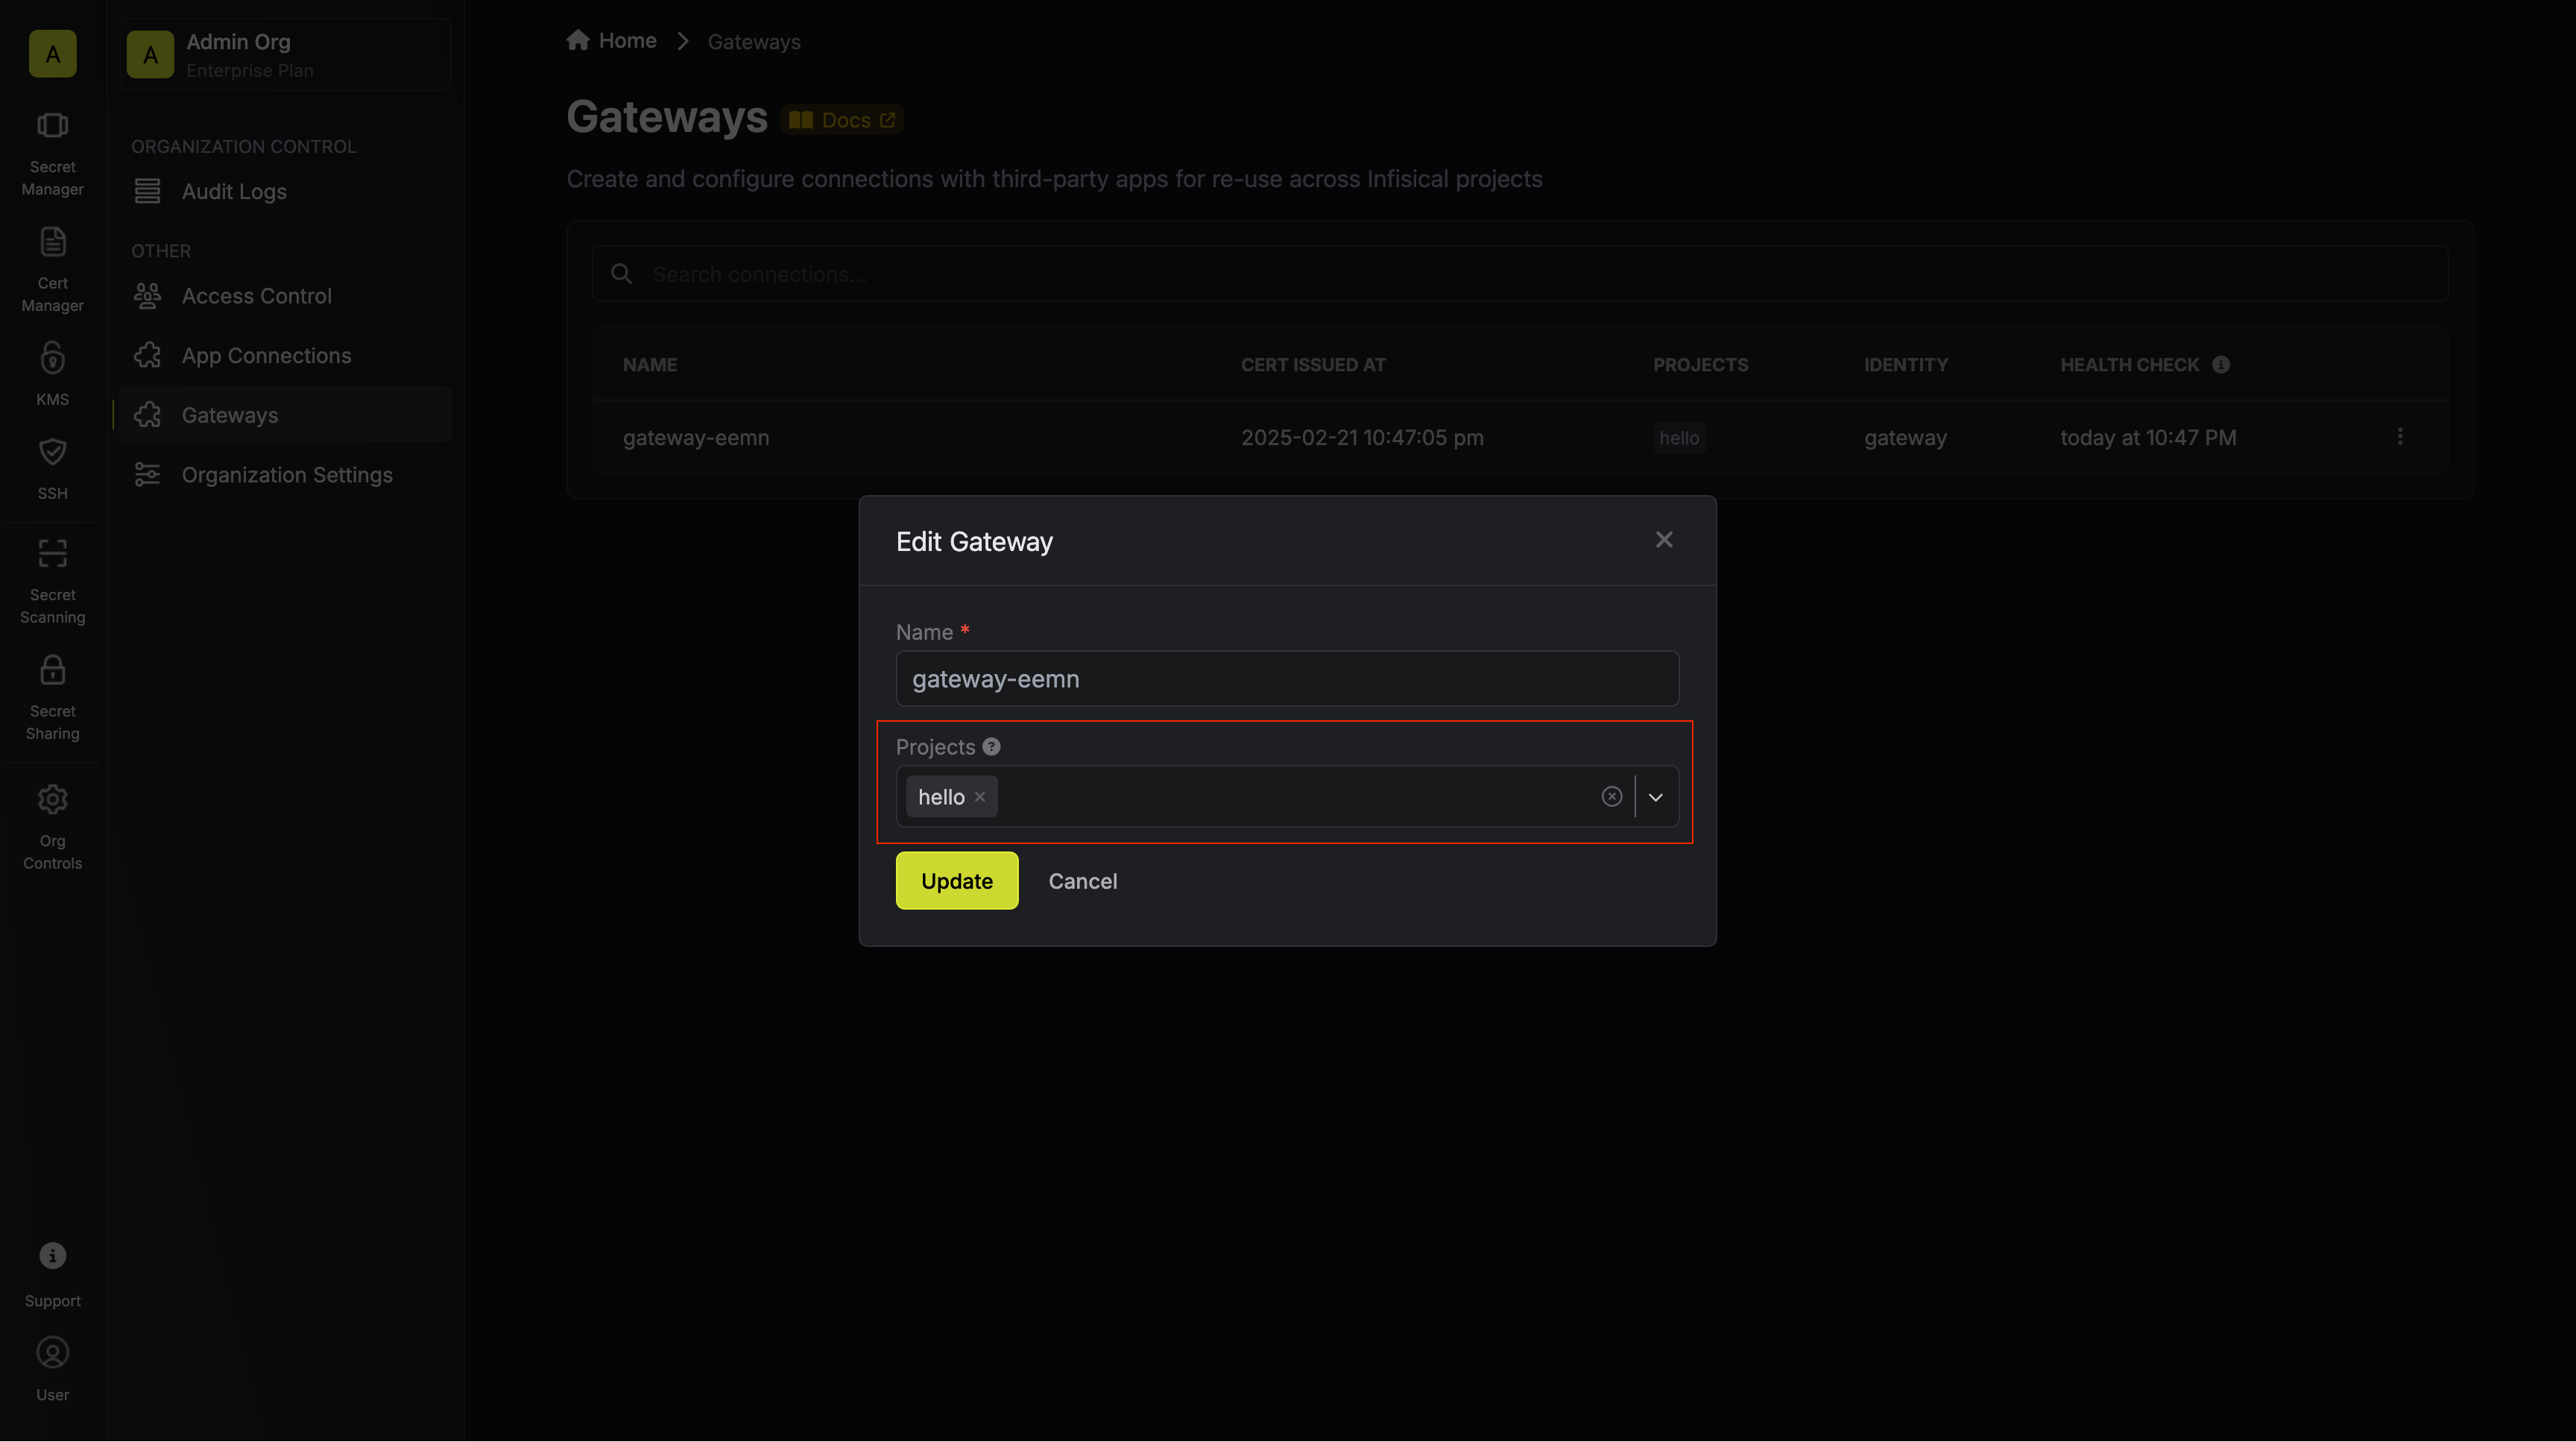 A
Secret
Manager
Cert
Manager
KMS
SSH
Secret
Scanning
Secret
Sharing
Org
Controls
Support
User
A
Admin Org
Enterprise Plan
ORGANIZATION CONTROL
Audit Logs
OTHER
Access Control
App Connections
Gateways
Organization Settings
Home
Gateways
Gateways
Docs
Create and configure connections with third-party apps for re-use across Infisical projects
Search connections...
NAME CERT ISSUED AT PROJECTS IDENTITY HEALTH CHECK
gateway-eemn 2025-02-21 10:47:05 pm hello gateway today at 10:47 PM
Edit Gateway
Name *
gateway-eemn
Projects
hello
Update Cancel